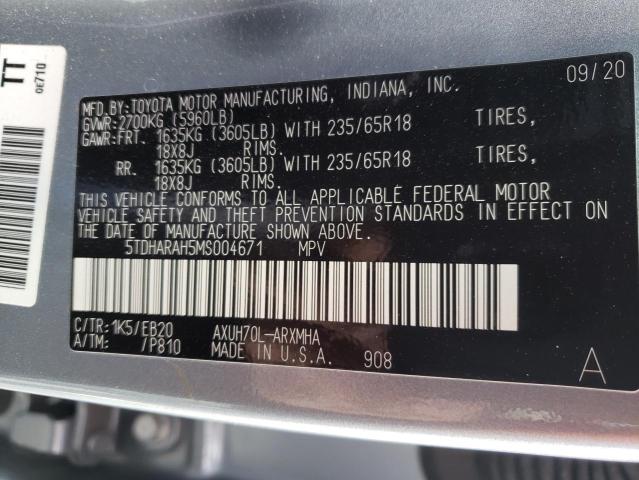 TT
0E710
09/20
MFD.BY:TOYOTA MOTOR MANUFACTURING, INDIANA, INC.
GVWR:2700KG (5960LB)
GAWR:FRT. 1635KG (3605LB) WITH 235/65R18 TIRES,
18X8J RIMS.
RR. 1635KG (3605LB) WITH 235/65R18 TIRES,
18X8J RIMS.
THIS VEHICLE CONFORMS TO ALL APPLICABLE FEDERAL MOTOR
VEHICLE SAFETY AND THEFT PREVENTION STANDARDS IN EFFECT ON
THE DATE OF MANUFACTURE SHOWN ABOVE.
5TDHARAH5MS004671 MPV
C/TR:1K5/EB20 AXUH70L-ARXMHA
A/TM: /P810 MADE IN U.S.A. 908
A